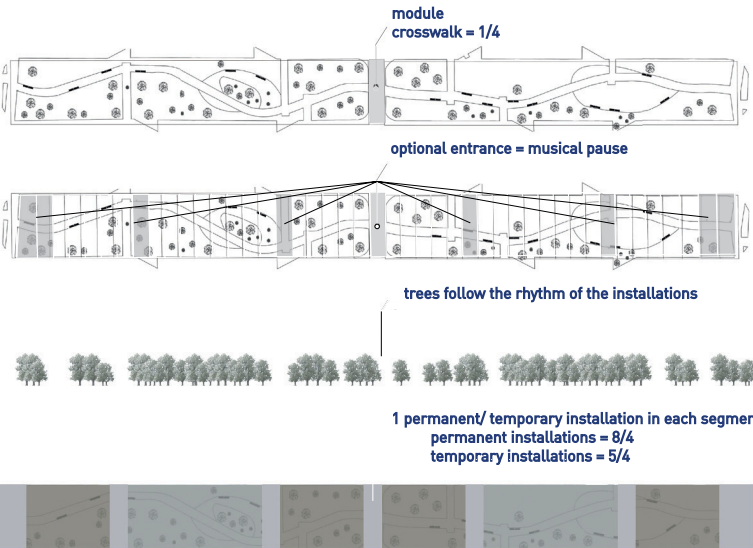 module
crosswalk = 1/4
optional entrance = musical pause
trees follow the rhythm of the installations
1 permanent/ temporary installation in each segmen
permanent installations = 8/4
temporary installations = 5/4